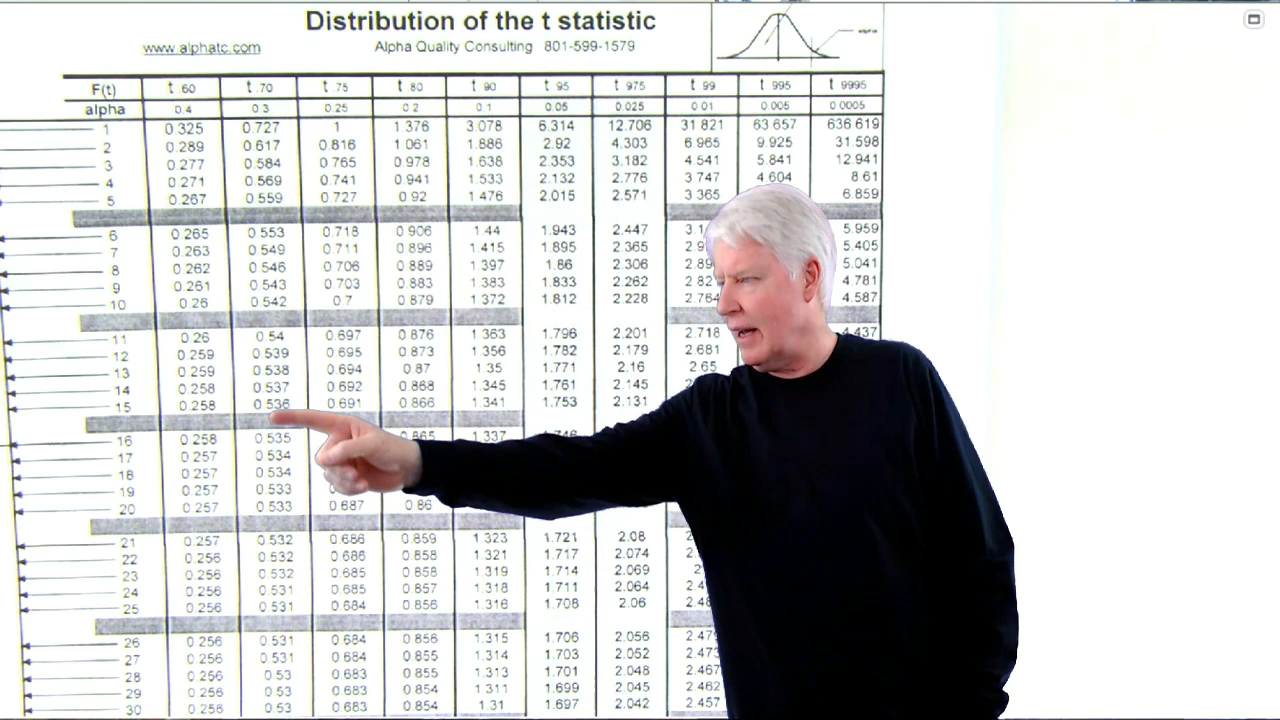 Distribution of the t statistic
www.alphatc.com Alpha Quality Consulting 801-599-1579
alpha
F(t) t .60 t .70 t .75 t 80 t 90 t 95 t 975 t 99 t 995 t 9995
alpha 0.4 0.3 0.25 0.2 0.1 0.05 0.025 0.01 0.005 0.0005
1 0.325 0.727 1 1.376 3.078 6.314 12.706 31 821 63 657 636 619
2 0.289 0.617 0.816 1 061 1.886 2.92 4.303 6 965 9.925 31.598
3 0.277 0.584 0.765 0 978 1.638 2.353 3.182 4 541 5.841 12.941
4 0.271 0.569 0.741 0.941 1.533 2.132 2.776 3.747 4 604 8 61
5 0.267 0.559 0.727 0.92 1 476 2.015 2.571 3 365 6.859
6 0.265 0.553 0.718 0.906 1.44 1.943 2.447 5.959
7 0.263 0.549 0.711 0.896 1.415 1.895 2.365 5.405
8 0.262 0.546 0.706 0.889 1.397 1.86 2.306 5.041
9 0.261 0.543 0.703 0.883 1.383 1.833 2.262 4.781
10 0.26 0.542 0.7 0.879 1.372 1.812 2.228 2.764 4.587
11 0.26 0.54 0.697 0.876 1.363 1.796 2.201 2.718 4.437
12 0.259 0.539 0.695 0.873 1.356 1.782 2.179 2.681
13 0.259 0.538 0.694 0.87 1.35 1.771 2.16 2.65
14 0.258 0.537 0.692 0.868 1.345 1.761 2.145
15 0.258 0.536 0.691 0.866 1.341 1.753 2.131
16 0.258 0.535 0.865 1.337 1.746
17 0.257 0.534
18 0.257 0.534
19 0.257 0.533
20 0.257 0.533 0.687 0.86
21 0.257 0.532 0.686 0.859 1.323 1.721 2.08
22 0.256 0.532 0.686 0.858 1.321 1.717 2.074
23 0.256 0.532 0.685 0.858 1.319 1.714 2.069
24 0.256 0.531 0.685 0.857 1.318 1.711 2.064
25 0.256 0.531 0.684 0.856 1.316 1.708 2.06
26 0.256 0.531 0.684 0.856 1.315 1.706 2.056 2.479
27 0.256 0.531 0.684 0.855 1.314 1.703 2.052 2.473
28 0.256 0.53 0.683 0.855 1.313 1.701 2.048 2.467
29 0.256 0.53 0.683 0.854 1.311 1.699 2.045 2.462
30 0.256 0.53 0.683 0.854 1.31 1.697 2.042 2.457